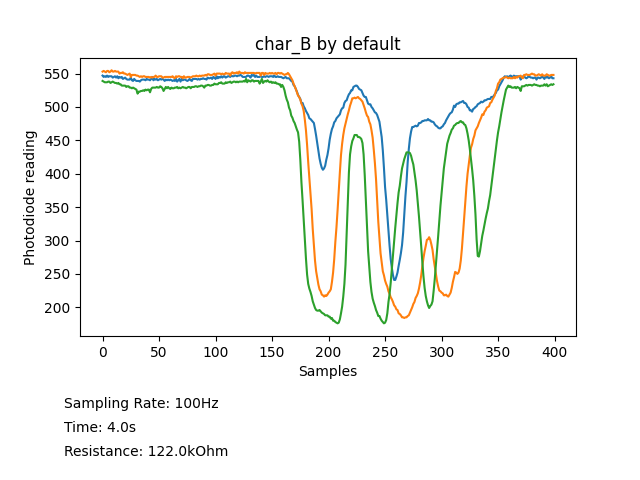 char_B by default
550
500
450
400
350
300
250
200
Photodiode reading
0 50 100 150 200 250 300 350 400
Samples
Sampling Rate: 100Hz
Time: 4.0s
Resistance: 122.0kOhm